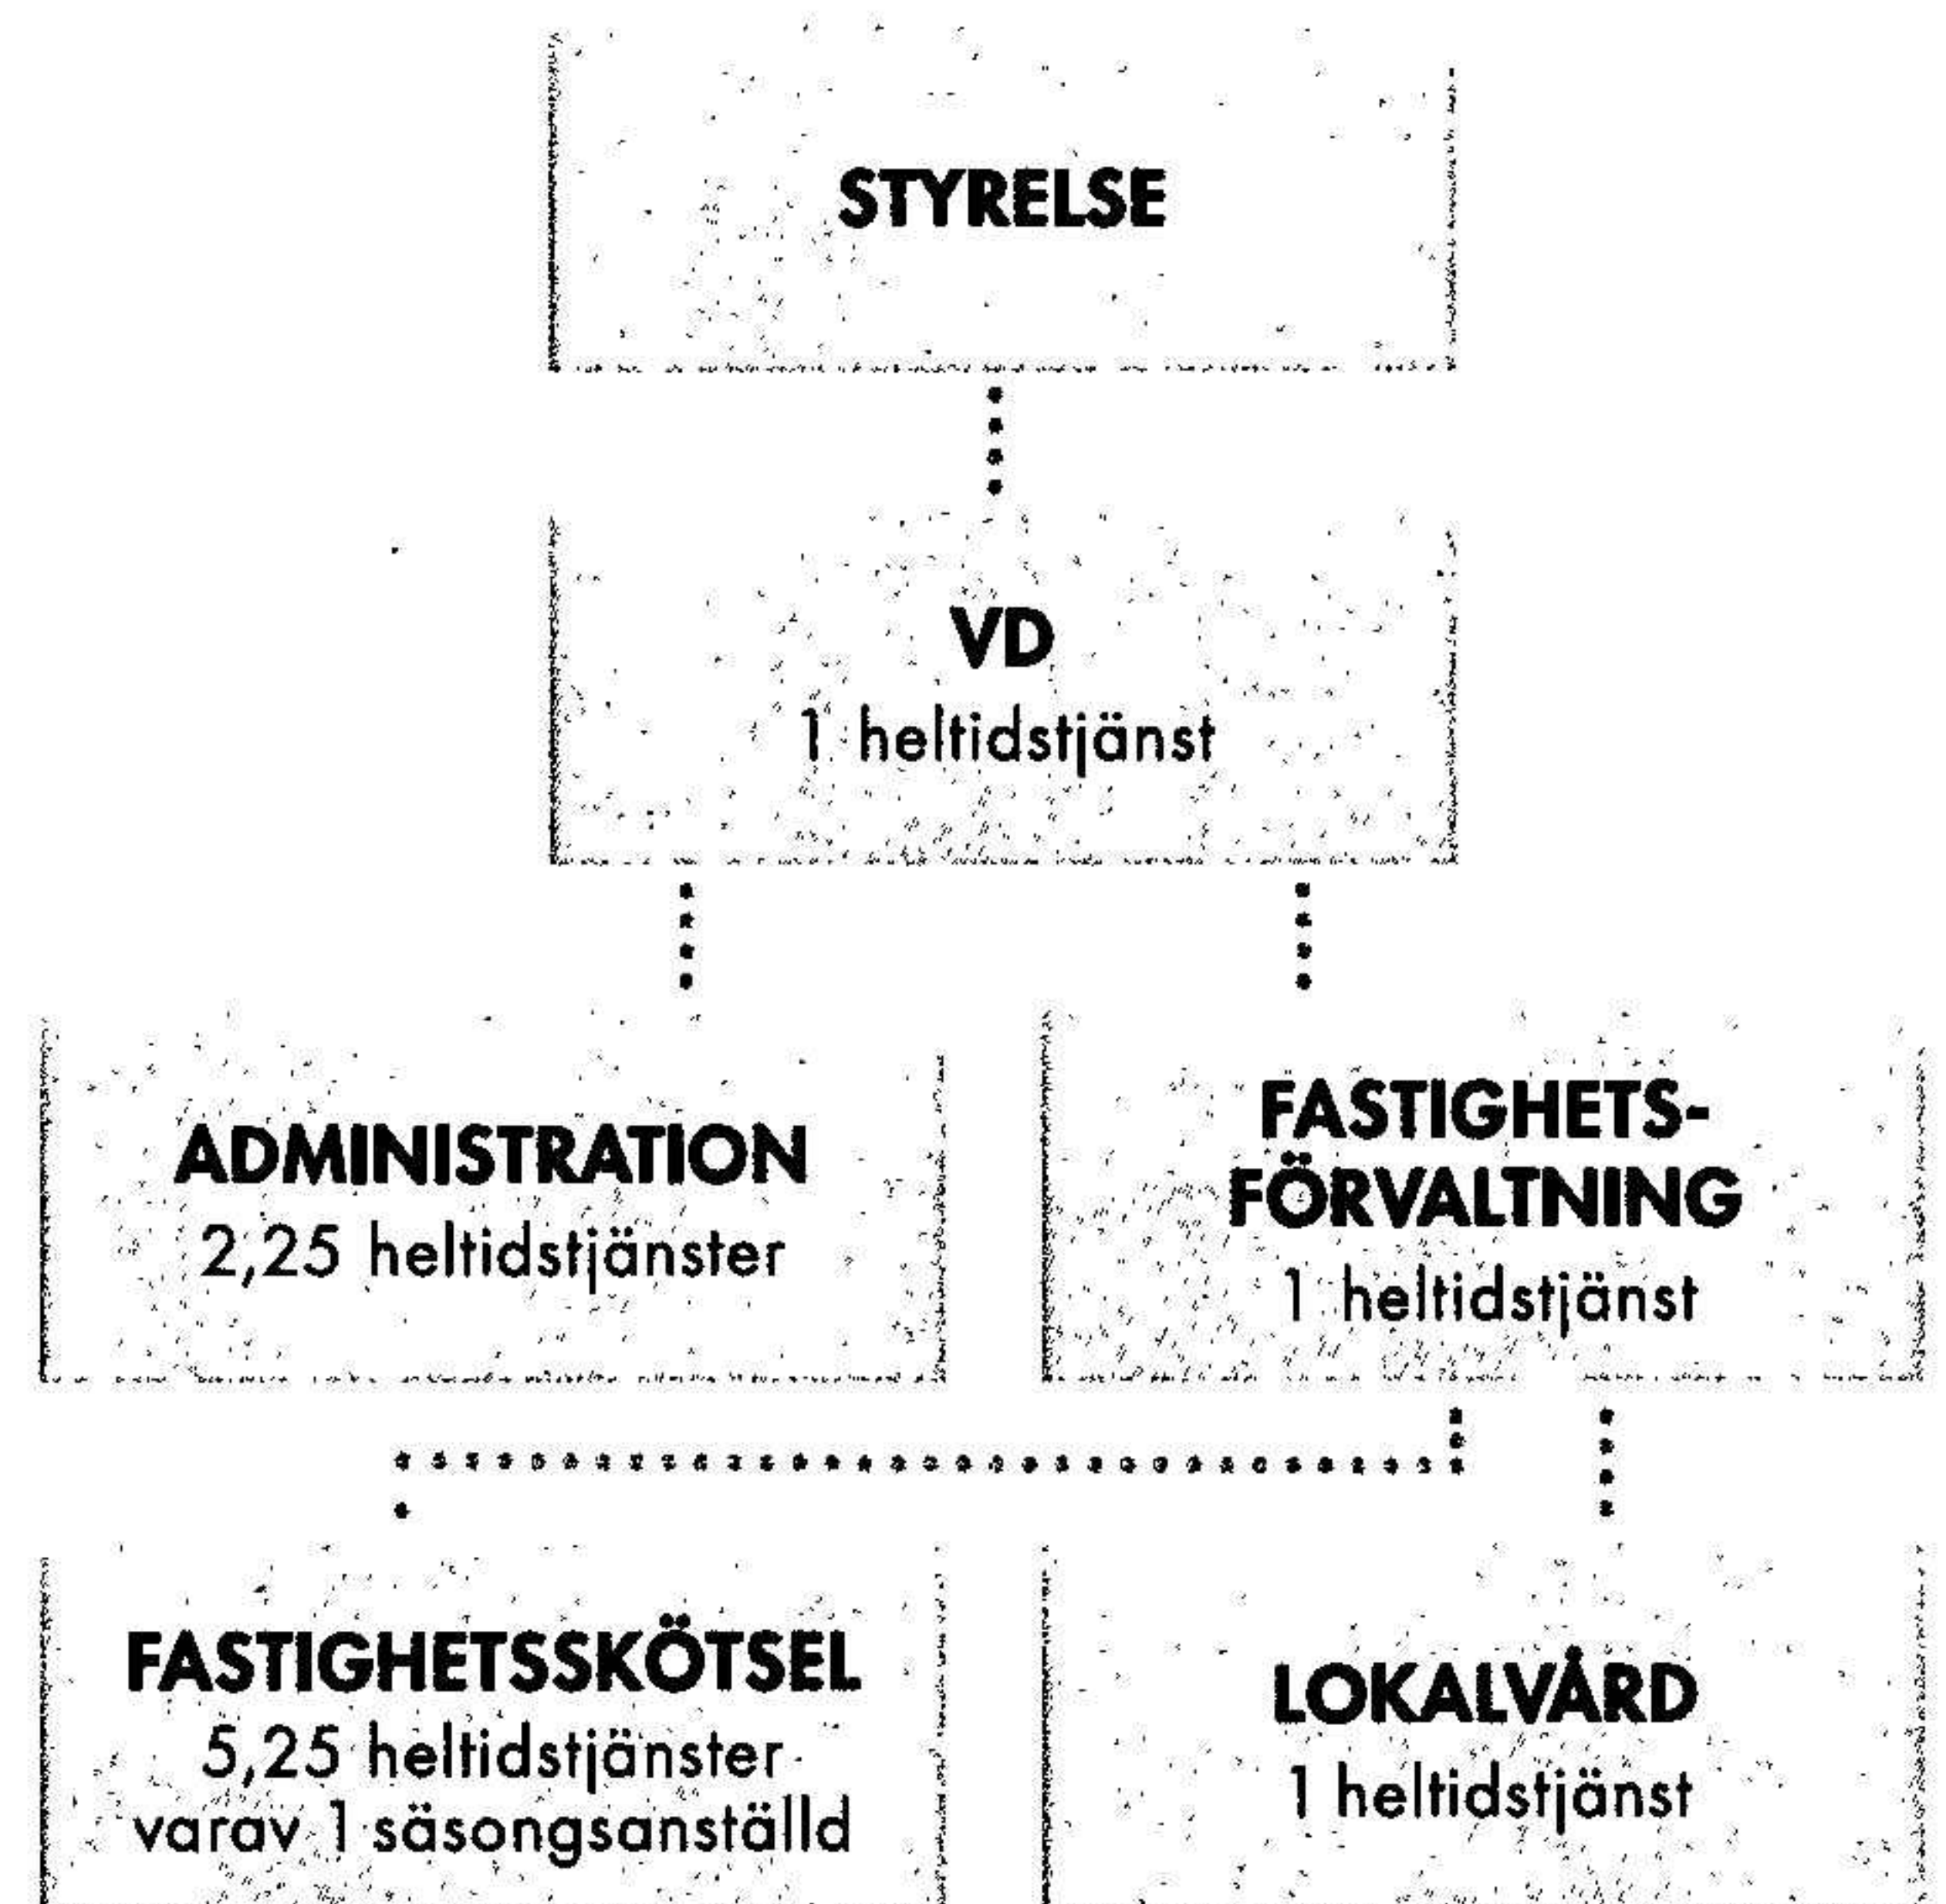 STYRELSE
VD
1 heltidstjänst
ADMINISTRATION
2,25 heltidstjänster
FASTIGHETS-
FÖRVALTNING
1 heltidstjänst
FASTIGHETSSKÖTSEL
5,25 heltidstjänster
varav 1 säsongsanställd
LOKALVÅRD
1 heltidstjänst